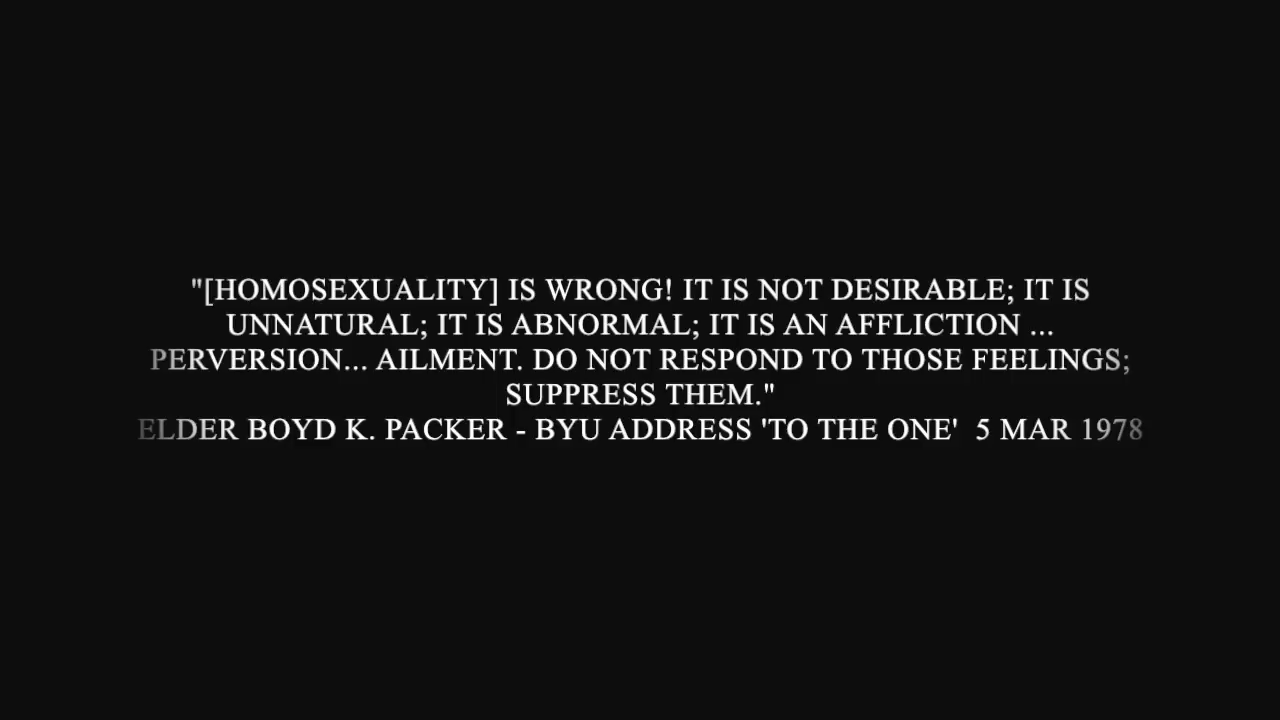 "[HOMOSEXUALITY] IS WRONG! IT IS NOT DESIRABLE; IT IS
UNNATURAL; IT IS ABNORMAL; IT IS AN AFFLICTION ...
PERVERSION... AILMENT. DO NOT RESPOND TO THOSE FEELINGS;
SUPPRESS THEM."
ELDER BOYD K. PACKER - BYU ADDRESS 'TO THE ONE'  5 MAR 1978